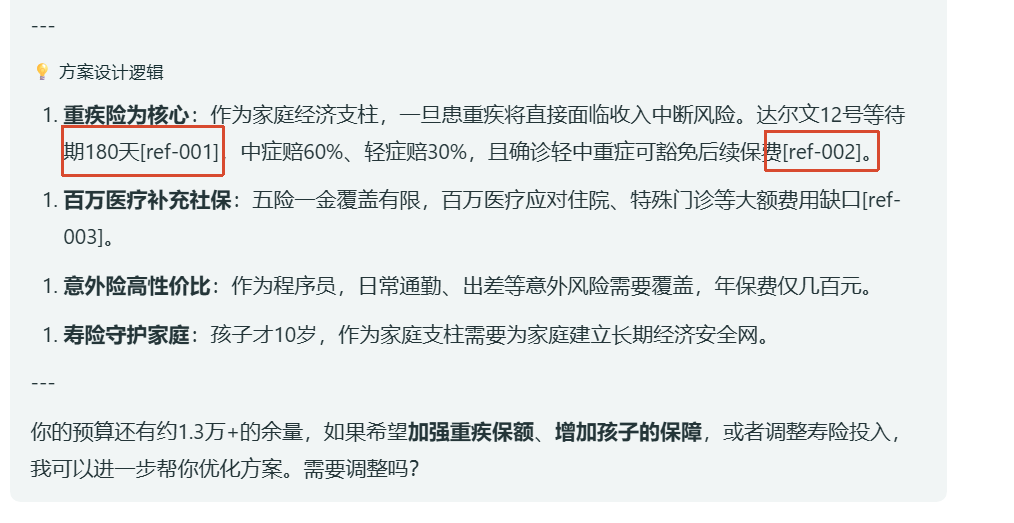 ---
💡 方案设计逻辑
1. 重疾险为核心：作为家庭经济支柱，一旦患重疾将直接面临收入中断风险。达尔文12号等待
期180天[ref-001]，中症赔60%、轻症赔30%，且确诊轻中重症可豁免后续保费[ref-002]。
1. 百万医疗补充社保：五险一金覆盖有限，百万医疗应对住院、特殊门诊等大额费用缺口[ref-
003]。
1. 意外险高性价比：作为程序员，日常通勤、出差等意外风险需要覆盖，年保费仅几百元。
1. 寿险守护家庭：孩子才10岁，作为家庭支柱需要为家庭建立长期经济安全网。
---
你的预算还有约1.3万+的余量，如果希望加强重疾保额、增加孩子的保障，或者调整寿险投入，
我可以进一步帮你优化方案。需要调整吗？